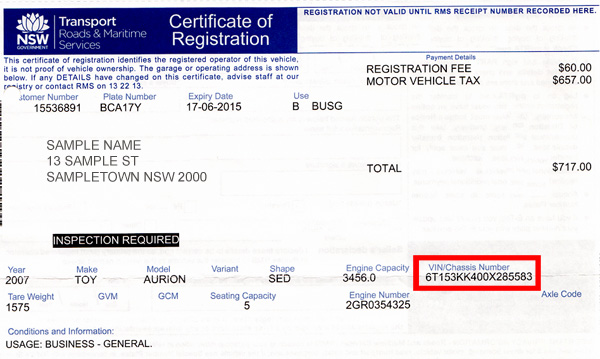 NSW
GOVERNMENT
Transport
Roads & Maritime
Services
Certificate of
Registration
REGISTRATION NOT VALID UNTIL RMS RECEIPT NUMBER RECORDED HERE.
This certificate of registration identifies the registered operator of this vehicle,
it is not proof of vehicle ownership. The garage or operating address is shown
below. If any DETAILS have changed on this certificate, advise staff at our
registry or contact RMS on 13 22 13.
Payment Details
REGISTRATION FEE $60.00
MOTOR VEHICLE TAX $657.00
stomer Number Plate Number Expiry Date Use
15536891 BCA17Y 17-06-2015 B BUSG
SAMPLE NAME
13 SAMPLE ST
SAMPLETOWN NSW 2000
TOTAL $717.00
INSPECTION REQUIRED
Year Make Model Variant Shape Engine Capacity VIN/Chassis Number
2007 TOY AURION SED 3456.0 6T153KK400X285583
Tare Weight GVM GCM Seating Capacity Engine Number Axle Code
1575 5 2GR0354325
Conditions and Information:
USAGE: BUSINESS - GENERAL.